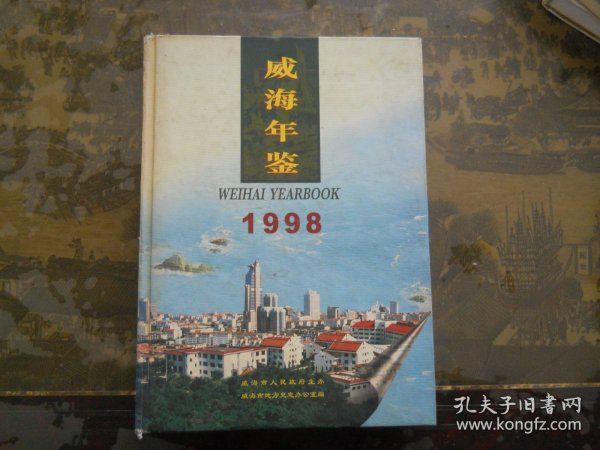 威海年鉴
WEIHAI YEARBOOK
1998
威海市人民政府主办
威海市地方史志办公室编
孔夫子旧书网
www.kongfz.com